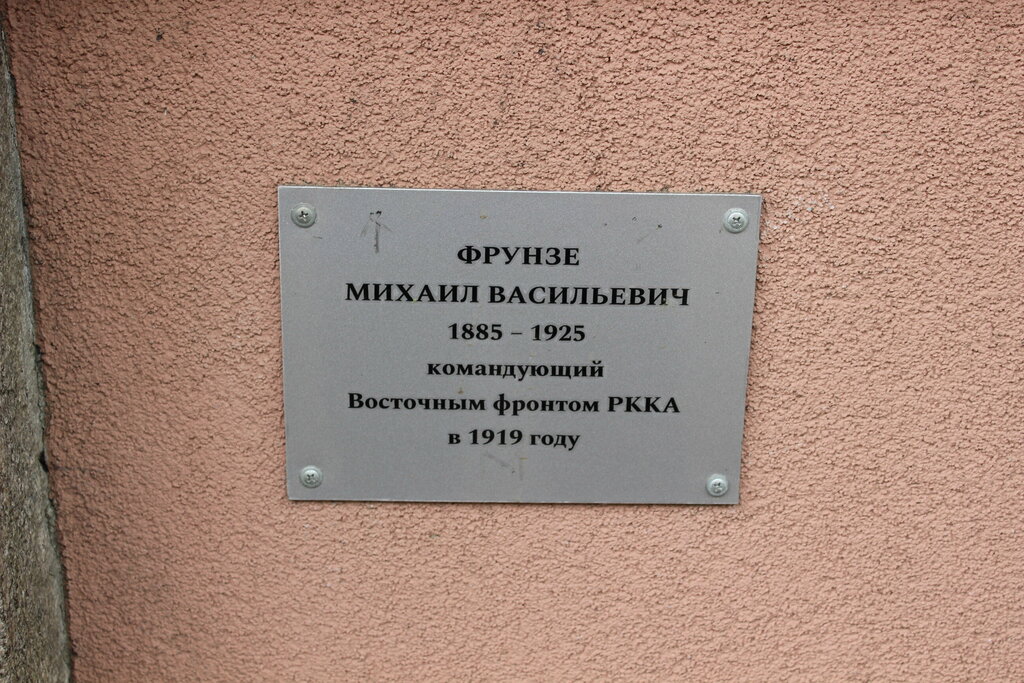 ФРУНЗЕ
МИХАИЛ ВАСИЛЬЕВИЧ
1885 – 1925
командующий
Восточным фронтом РККА
в 1919 году